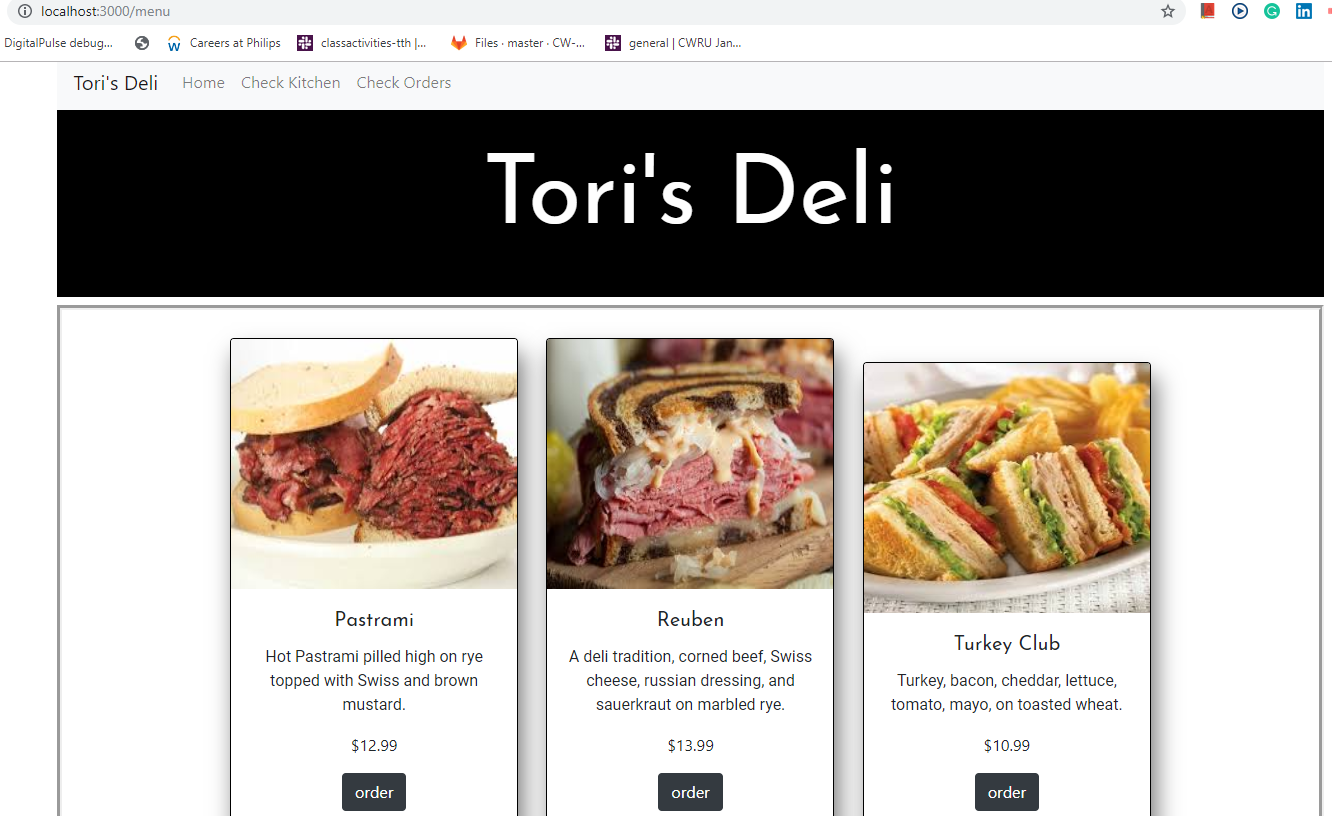 localhost:3000/menu
DigitalPulse debug... Careers at Philips classactivities-tth |... Files · master · CW-... general | CWRU Jan...
Tori's Deli Home Check Kitchen Check Orders
Tori's Deli
Pastrami
Hot Pastrami pilled high on rye
topped with Swiss and brown
mustard.
$12.99
order
Reuben
A deli tradition, corned beef, Swiss
cheese, russian dressing, and
sauerkraut on marbled rye.
$13.99
order
Turkey Club
Turkey, bacon, cheddar, lettuce,
tomato, mayo, on toasted wheat.
$10.99
order